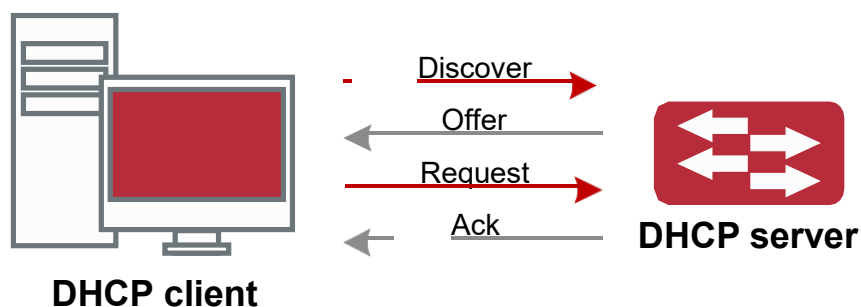 Discover
Offer
Request
Ack
DHCP server
DHCP client